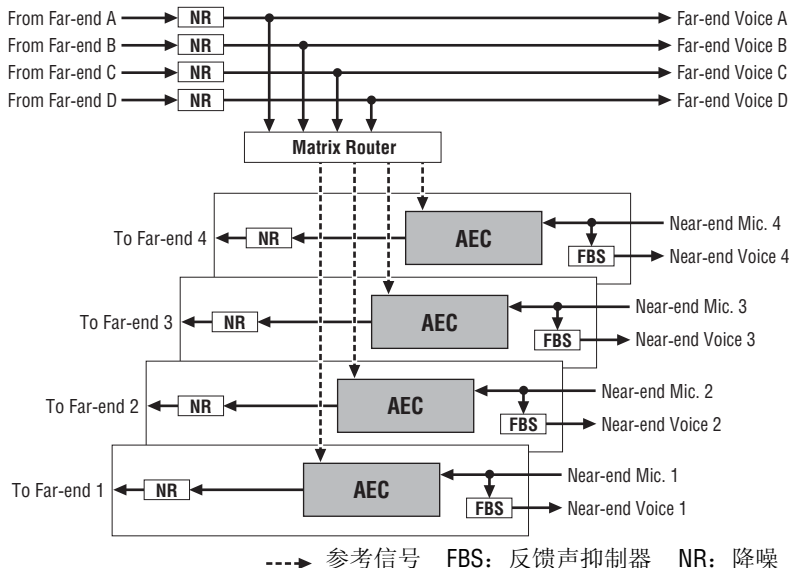 From Far-end A NR Far-end Voice A
From Far-end B NR Far-end Voice B
From Far-end C NR Far-end Voice C
From Far-end D NR Far-end Voice D
Matrix Router
To Far-end 4 NR AEC Near-end Mic. 4
FBS Near-end Voice 4
To Far-end 3 NR AEC Near-end Mic. 3
FBS Near-end Voice 3
To Far-end 2 NR AEC Near-end Mic. 2
FBS Near-end Voice 2
To Far-end 1 NR AEC Near-end Mic. 1
FBS Near-end Voice 1
参考信号 FBS：反馈声抑制器 NR：降噪